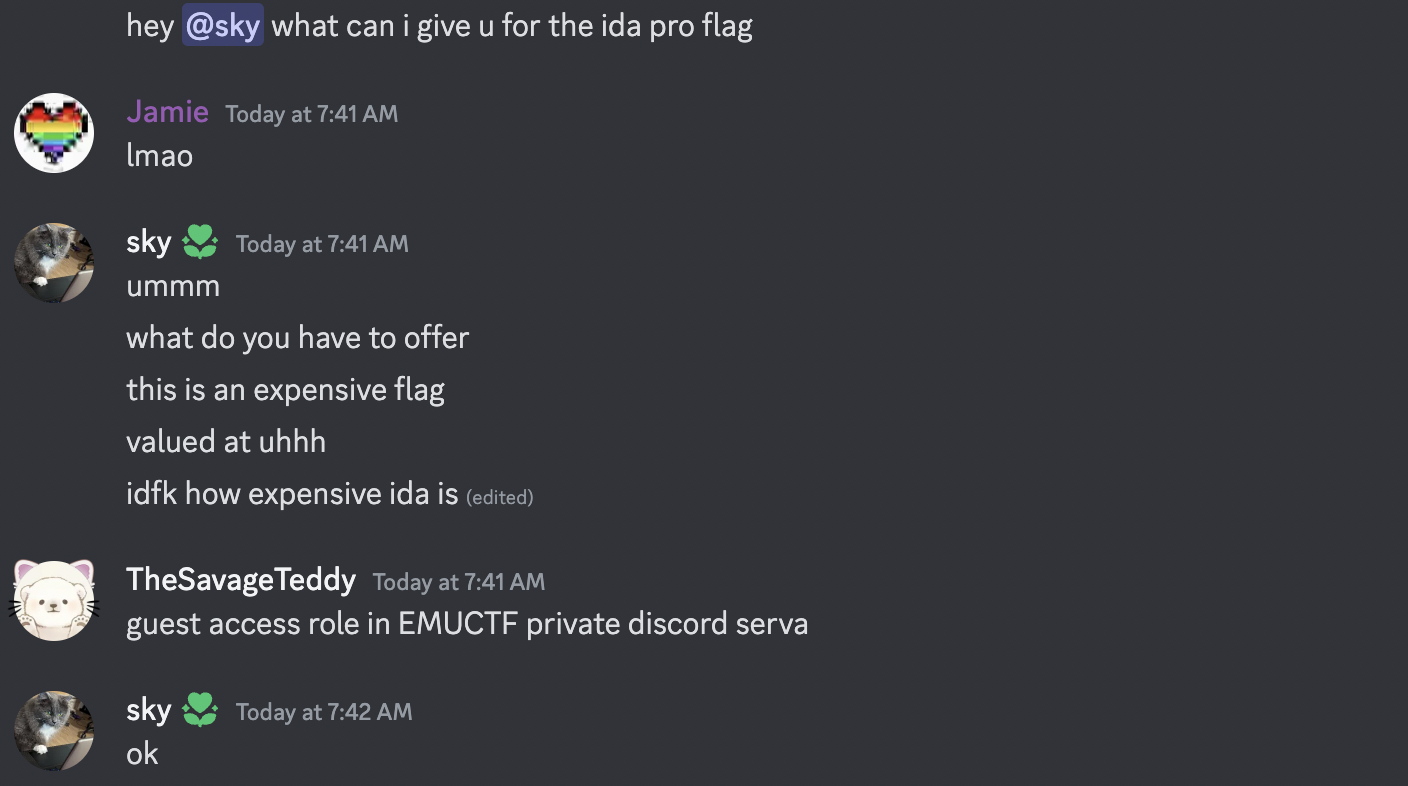 hey @sky what can i give u for the ida pro flag
Jamie Today at 7:41 AM
lmao
sky Today at 7:41 AM
ummm
what do you have to offer
this is an expensive flag
valued at uhhh
idfk how expensive ida is (edited)
TheSavageTeddy Today at 7:41 AM
guest access role in EMUCTF private discord serva
sky Today at 7:42 AM
ok